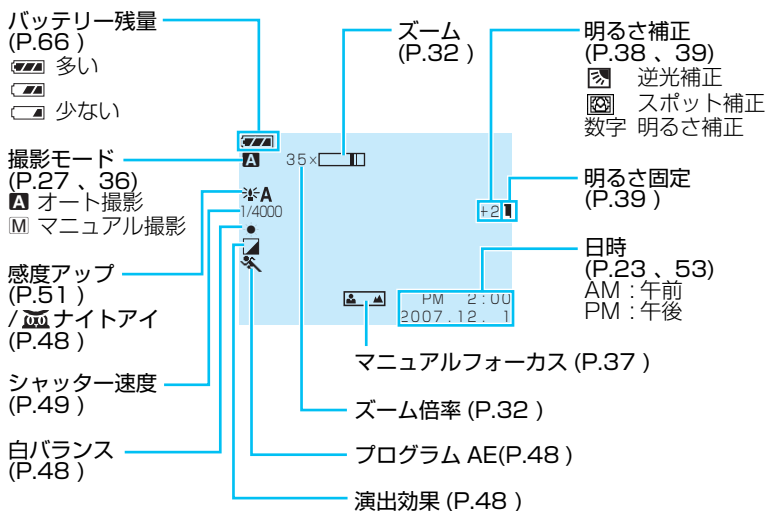 バッテリー残量
(P.66 )
多い
少ない
撮影モード
(P.27 、36)
A オート撮影
M マニュアル撮影
感度アップ
(P.51 )
/ ナイトアイ
(P.48 )
シャッター速度
(P.49 )
白バランス
(P.48 )
ズーム
(P.32 )
A
35×
A
1/4000
+2
PM 2:00
2007.12. 1
明るさ補正
(P.38 、39)
逆光補正
スポット補正
数字 明るさ補正
明るさ固定
(P.39 )
日時
(P.23 、53)
AM : 午前
PM : 午後
マニュアルフォーカス (P.37 )
ズーム倍率 (P.32 )
プログラム AE(P.48 )
演出効果 (P.48 )